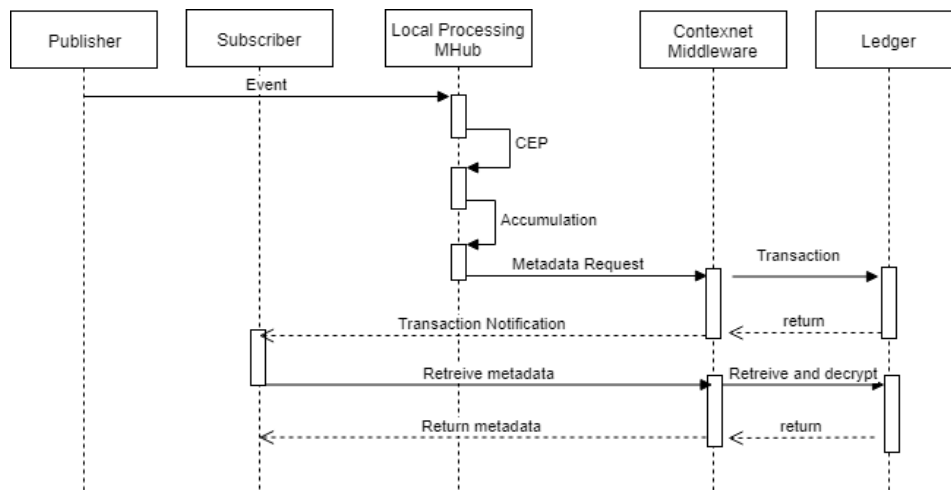 Publisher
Subscriber
Local Processing
MHub
Contexnet
Middleware
Ledger
Event
CEP
Accumulation
Metadata Request
Transaction
Transaction Notification
return
Retreive metadata
Retreive and decrypt
Return metadata
return